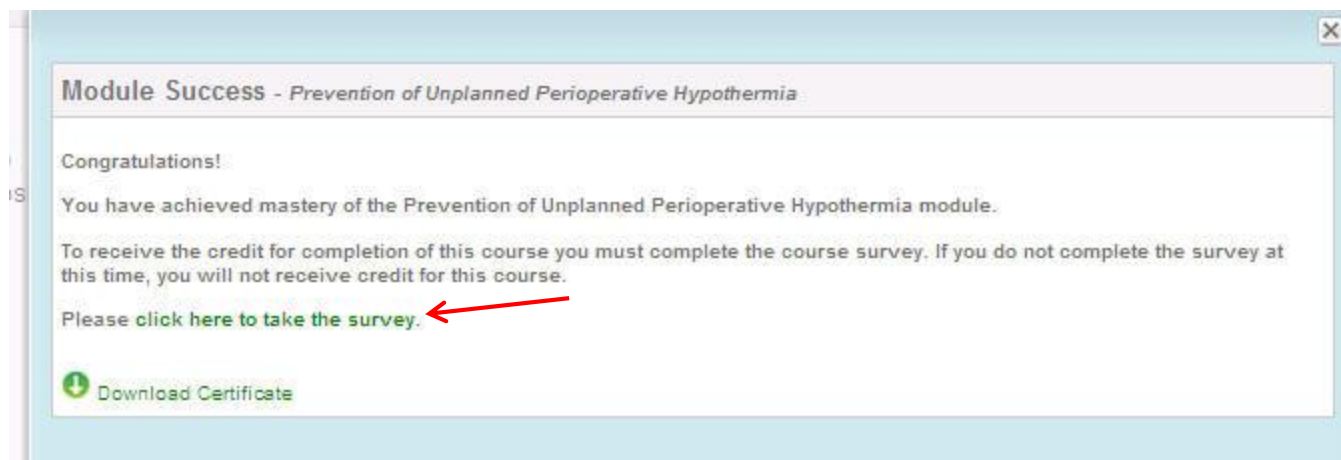 Module Success - Prevention of Unplanned Perioperative Hypothermia
Congratulations!
You have achieved mastery of the Prevention of Unplanned Perioperative Hypothermia module.
To receive the credit for completion of this course you must complete the course survey. If you do not complete the survey at
this time, you will not receive credit for this course.
Please click here to take the survey.
Download Certificate